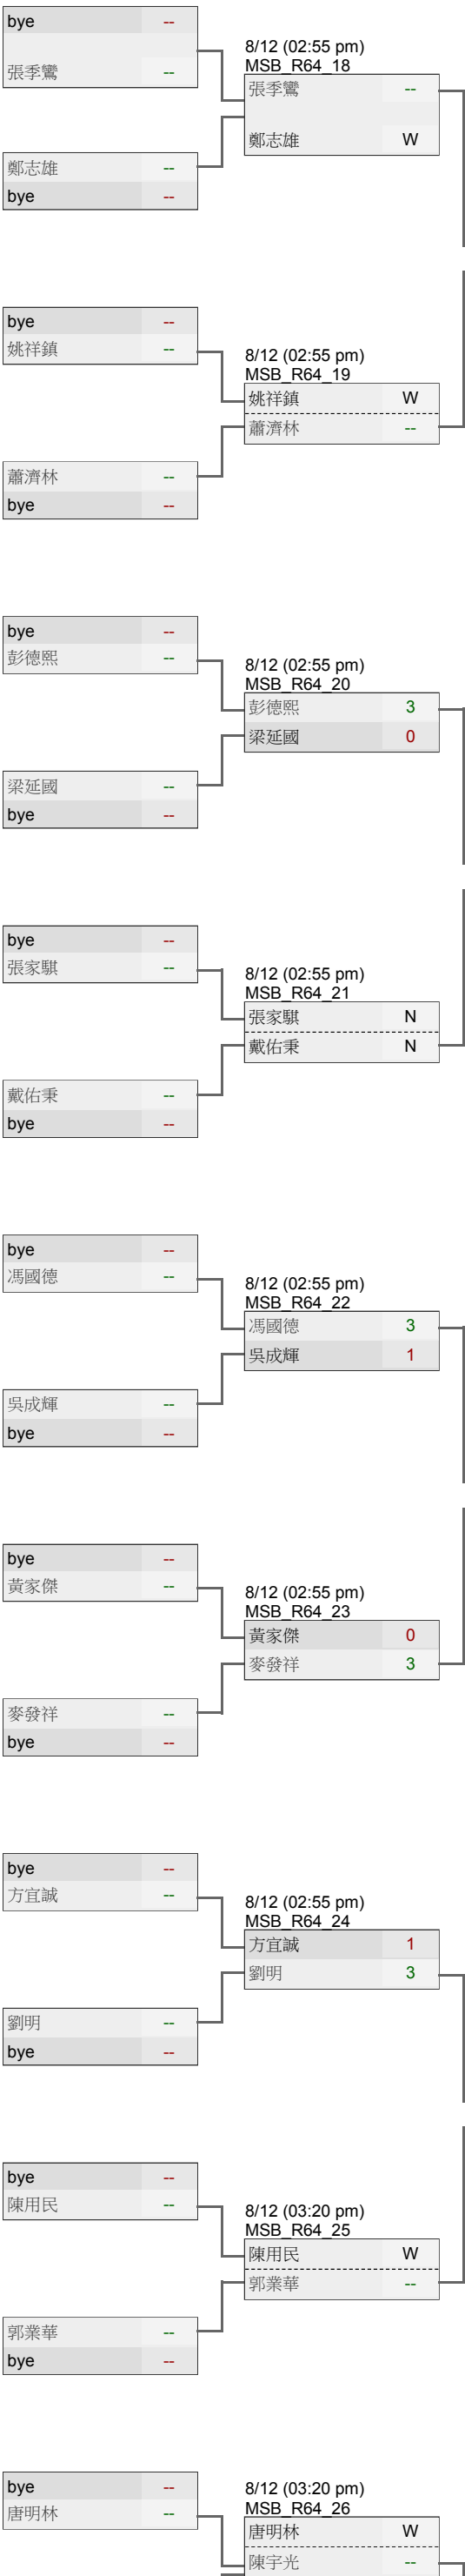 bye --
張季鸞 --
8/12 (02:55 pm)
MSB_R64_18
張季鸞 --
鄭志雄 W
鄭志雄 --
bye --
bye --
姚祥鎮 --
8/12 (02:55 pm)
MSB_R64_19
姚祥鎮 W
蕭濟林 --
蕭濟林 --
bye --
bye --
彭德熙 --
8/12 (02:55 pm)
MSB_R64_20
彭德熙 3
梁延國 0
梁延國 --
bye --
bye --
張家騏 --
8/12 (02:55 pm)
MSB_R64_21
張家騏 N
戴佑秉 N
戴佑秉 --
bye --
bye --
馮國德 --
8/12 (02:55 pm)
MSB_R64_22
馮國德 3
吳成輝 1
吳成輝 --
bye --
bye --
黃家傑 --
8/12 (02:55 pm)
MSB_R64_23
黃家傑 0
麥發祥 3
麥發祥 --
bye --
bye --
方宜誠 --
8/12 (02:55 pm)
MSB_R64_24
方宜誠 1
劉明 3
劉明 --
bye --
bye --
陳用民 --
8/12 (03:20 pm)
MSB_R64_25
陳用民 W
郭業華 --
郭業華 --
bye --
bye --
唐明林 --
8/12 (03:20 pm)
MSB_R64_26
唐明林 W
陳宇光 --